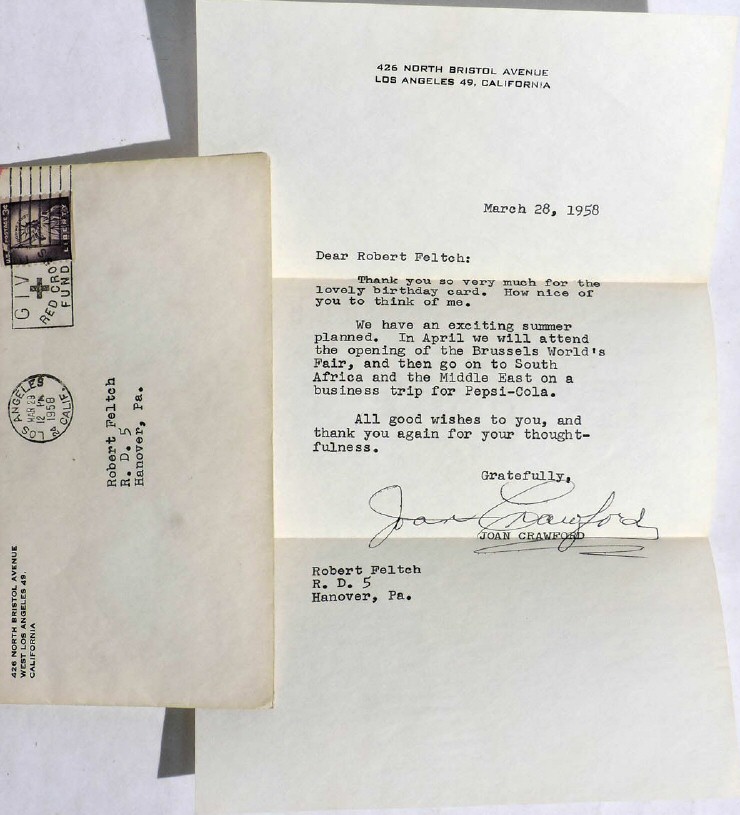 426 NORTH BRISTOL AVENUE
LOS ANGELES 49, CALIFORNIA
March 28, 1958
Dear Robert Feltch:
Thank you so very much for the
lovely birthday card. How nice of
you to think of me.
We have an exciting summer
planned. In April we will attend
the opening of the Brussels World's
Fair, and then go on to South
Africa and the Middle East on a
business trip for Pepsi-Cola.
All good wishes to you, and
thank you again for your thought-
fulness.
Gratefully,
Joan Crawford
JOAN CRAWFORD
Robert Feltch
R. D. 5
Hanover, Pa.
U.S. POSTAGE 3¢
LIBERTY
GIV
RED CROSS
FUND
LOS ANGELES
CALIF.
1958
Robert Feltch
R. D. 5
Hanover, Pa.
426 NORTH BRISTOL AVENUE
WEST LOS ANGELES 49,
CALIFORNIA